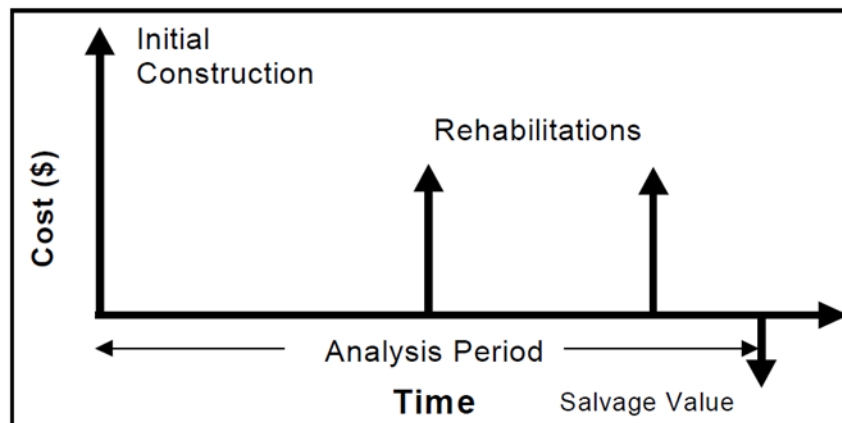 Initial
Construction
Rehabilitations
Cost ($)
Analysis Period
Time
Salvage Value